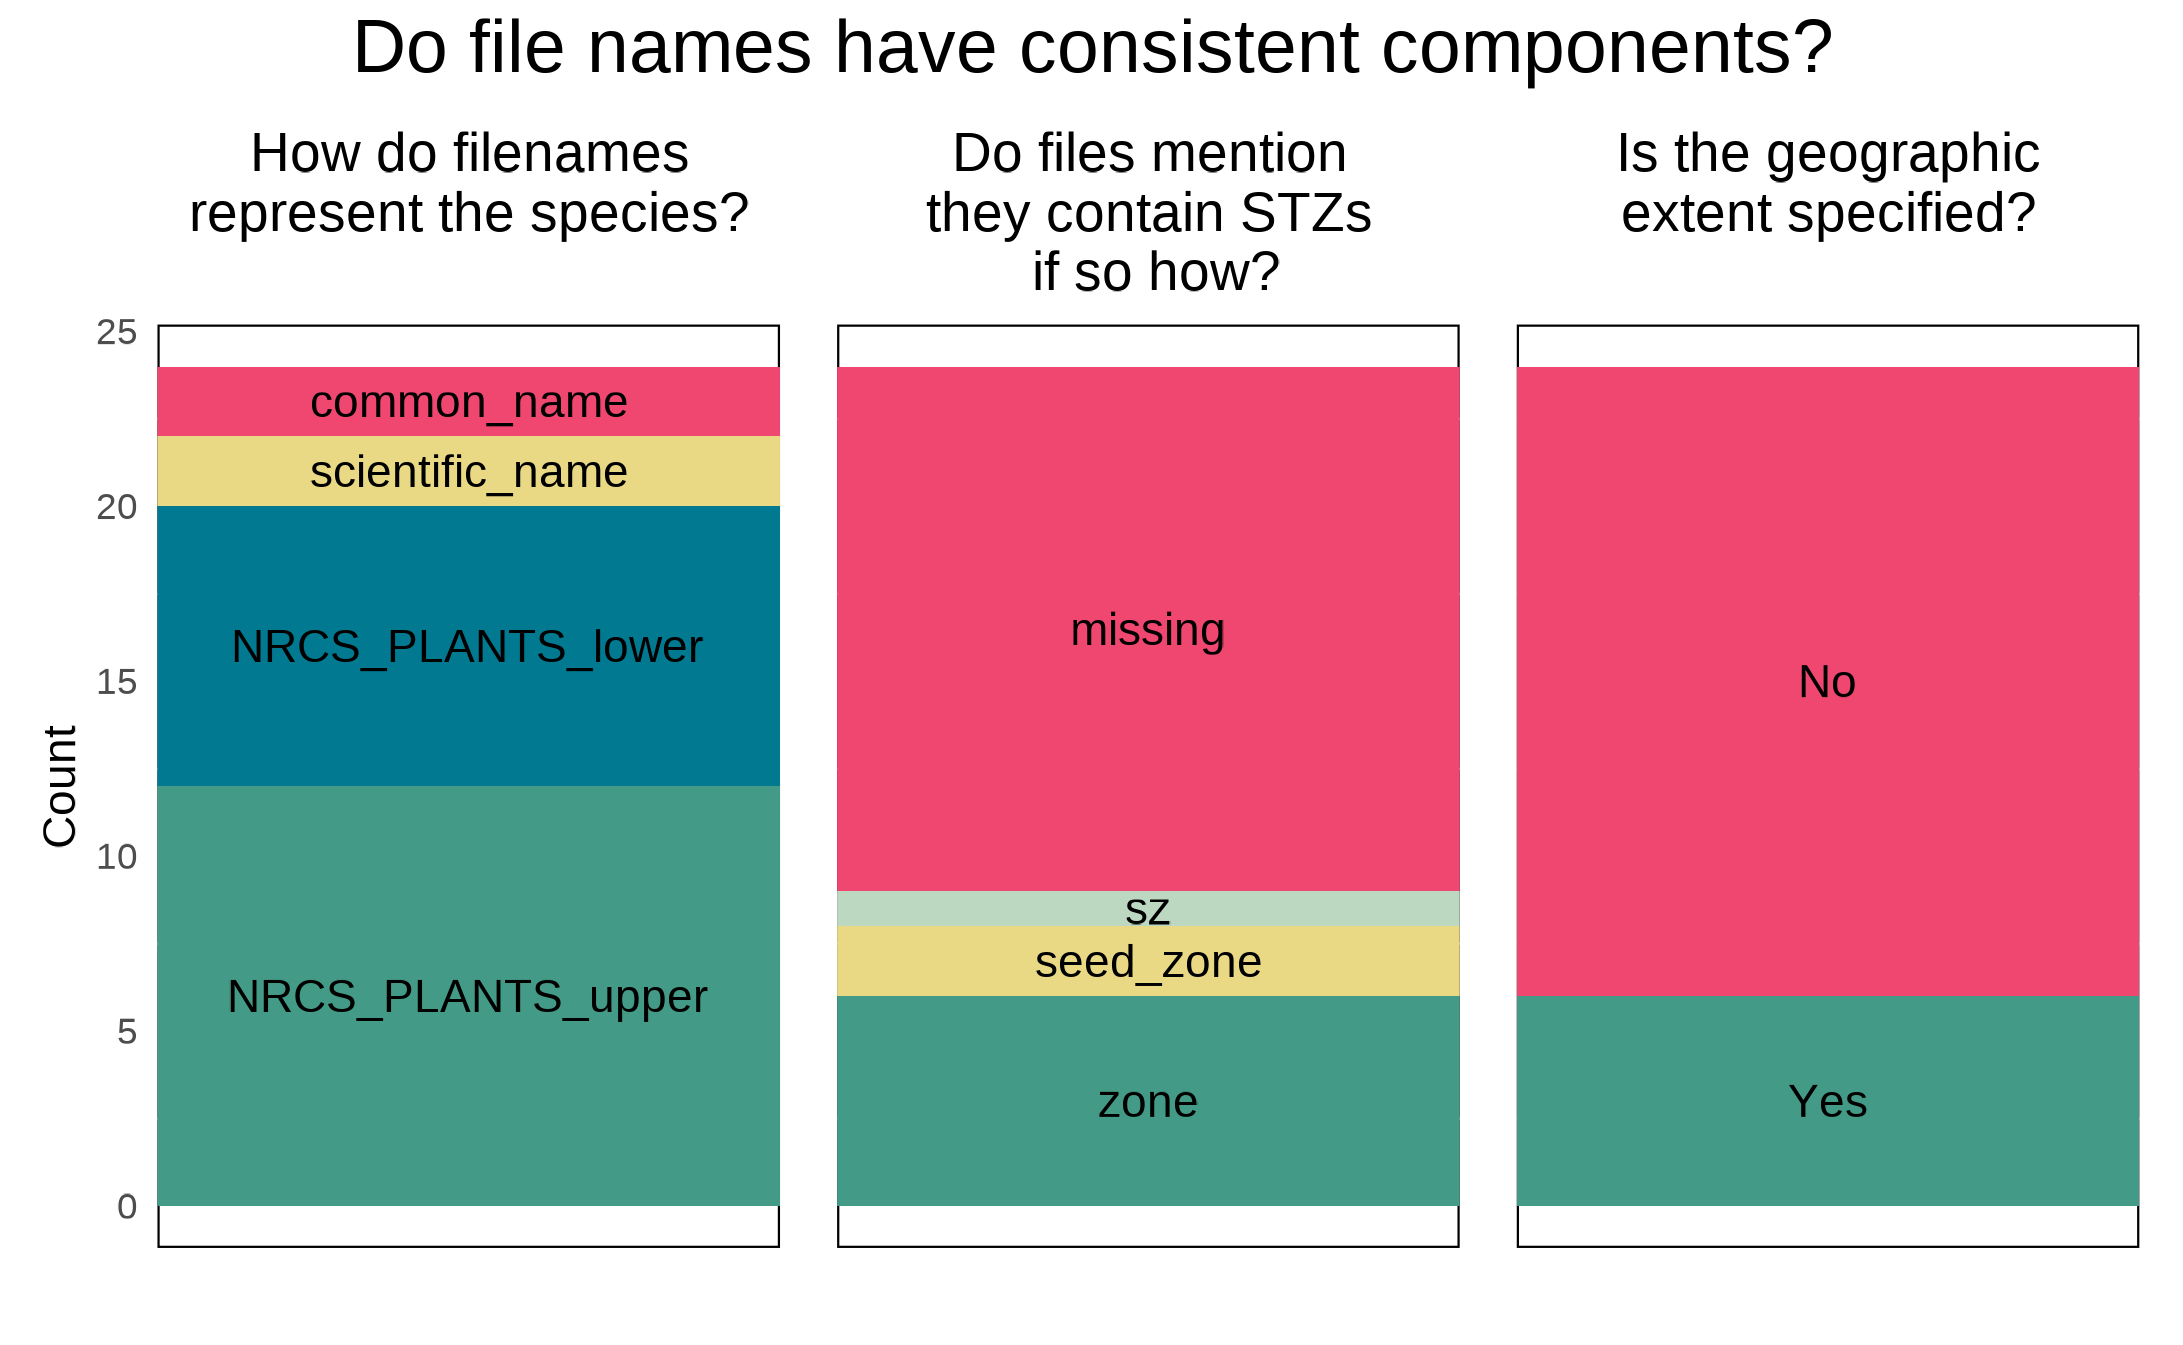 Do file names have consistent components?
How do filenames
represent the species?
Do files mention
they contain STZs
if so how?
Is the geographic
extent specified?
Count
25
20
15
10
5
0
common_name
scientific_name
NRCS_PLANTS_lower
NRCS_PLANTS_upper
missing
sz
seed_zone
zone
No
Yes